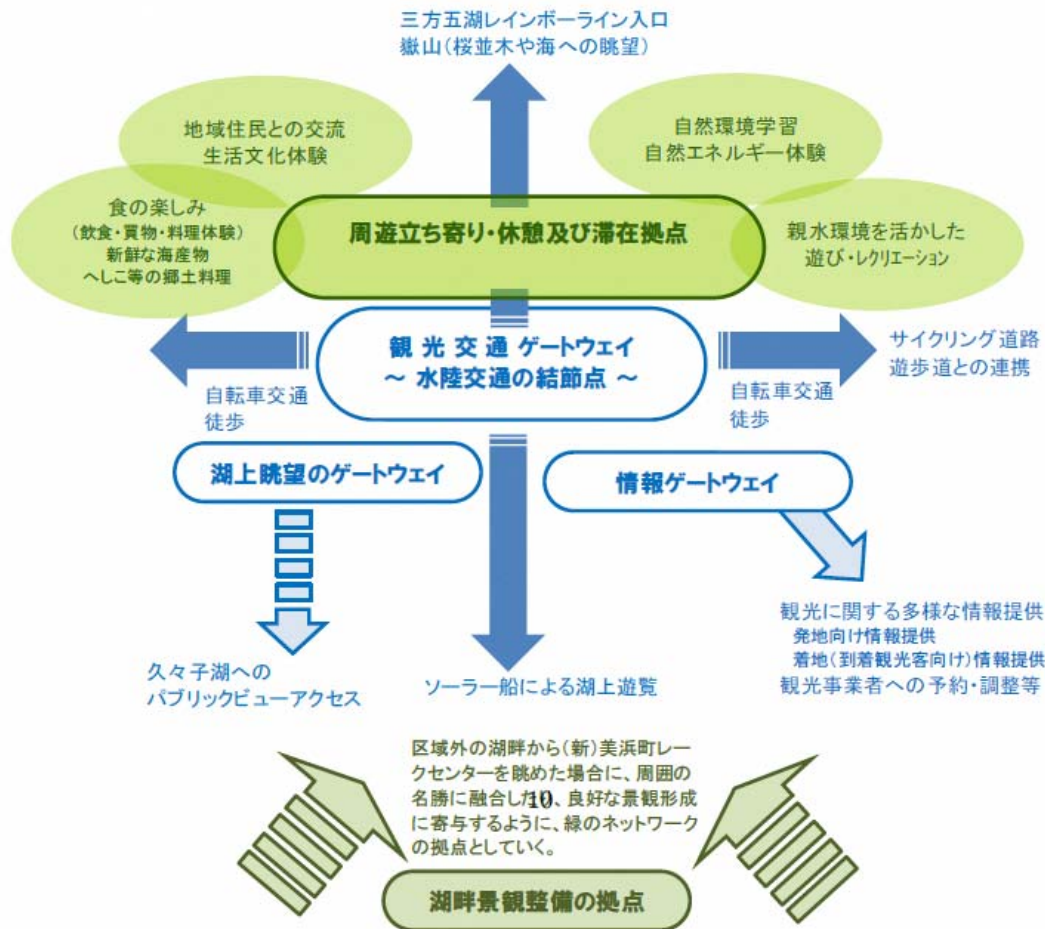 三方五湖レインボーライン入口
嶽山（桜並木や海への眺望）
地域住民との交流
生活文化体験
自然環境学習
自然エネルギー体験
食の楽しみ
（飲食・買物・料理体験）
新鮮な海産物
へしこ等の郷土料理
周遊立ち寄り・休憩及び滞在拠点
親水環境を活かした
遊び・レクリエーション
観光交通ゲートウェイ
～ 水陸交通の結節点 ～
サイクリング道路
遊歩道との連携
自転車交通
徒歩
自転車交通
徒歩
湖上眺望のゲートウェイ
情報ゲートウェイ
久々子湖への
パブリックビューアクセス
ソーラー船による湖上遊覧
観光に関する多様な情報提供
発地向け情報提供
着地（到着観光客向け）情報提供
観光事業者への予約・調整等
区域外の湖畔から（新）美浜町レー
クセンターを眺めた場合に、周囲の
名勝に融合した10、良好な景観形成
に寄与するように、緑のネットワーク
の拠点としていく。
湖畔景観整備の拠点